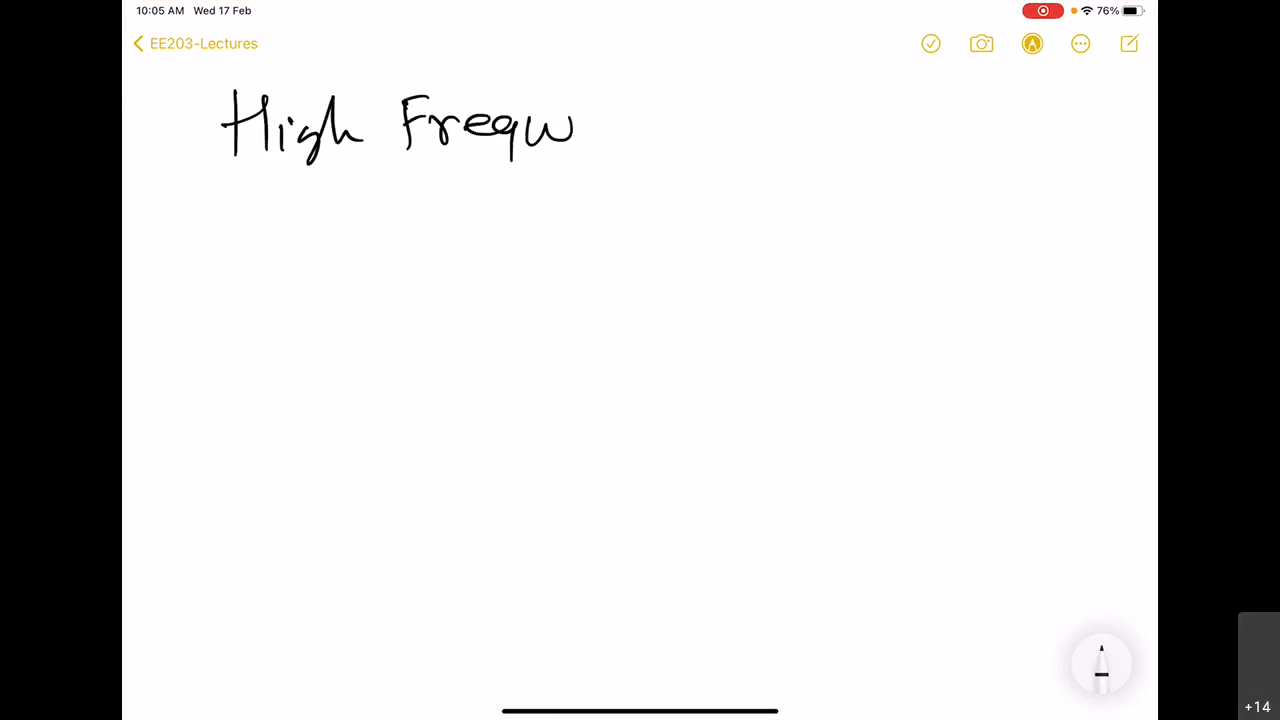 10:05 AM Wed 17 Feb
76%
EE203-Lectures
High Frequ
+14